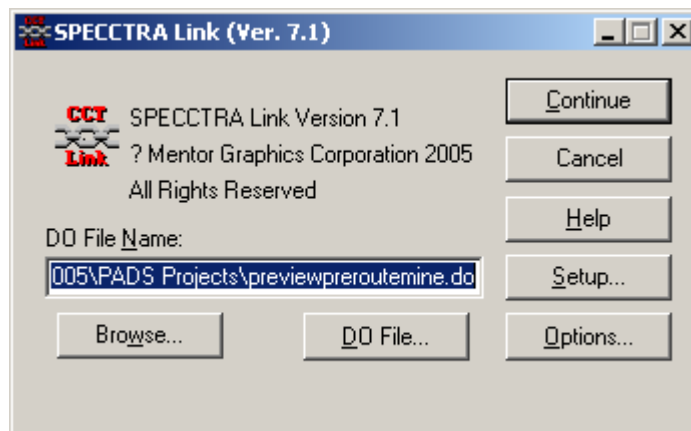 SPECCTRA Link (Ver. 7.1)
CCT
Link
SPECCTRA Link Version 7.1
? Mentor Graphics Corporation 2005
All Rights Reserved
DO File Name:
005\PADS Projects\previewpreroutemine.do
Browse...
DO File...
Continue
Cancel
Help
Setup...
Options...